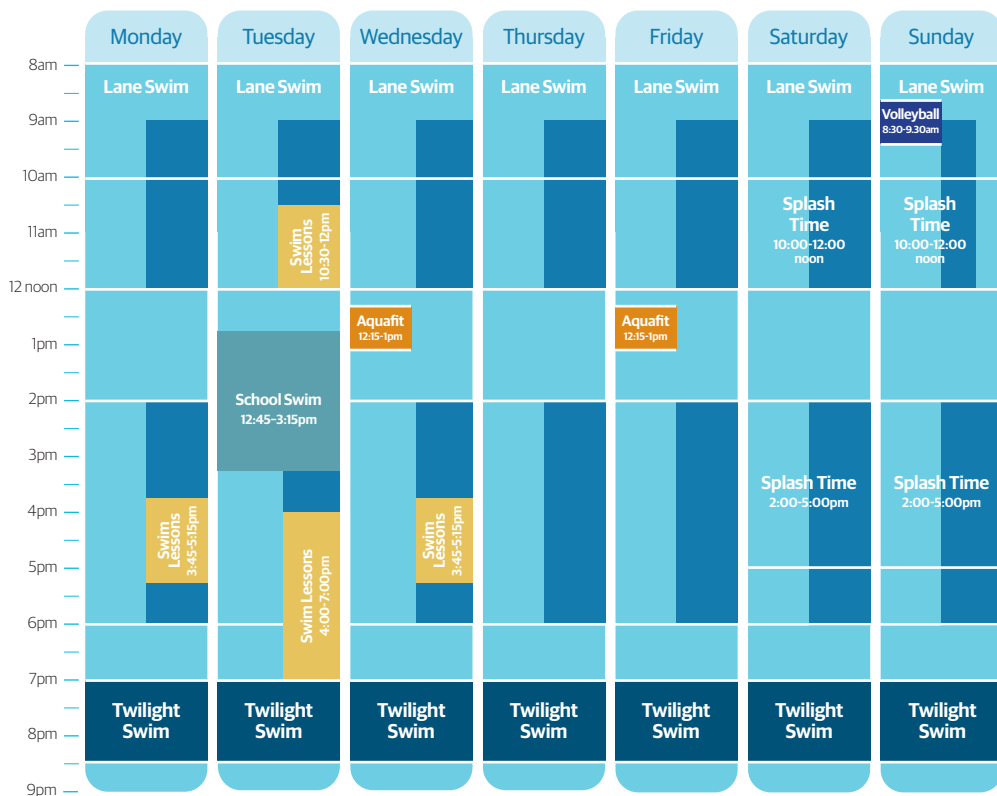 Monday
Tuesday
Wednesday
Thursday
Friday
Saturday
Sunday
8am
Lane Swim
Lane Swim
Lane Swim
Lane Swim
Lane Swim
Lane Swim
Lane Swim
Volleyball
8:30-9.30am
9am
10am
Swim
Lessons
10:30-12pm
Splash
Time
10:00-12:00
noon
Splash
Time
10:00-12:00
noon
11am
12 noon
Aquafit
12:15-1pm
Aquafit
12:15-1pm
1pm
School Swim
12:45-3:15pm
2pm
3pm
Splash Time
2:00-5:00pm
Splash Time
2:00-5:00pm
4pm
Swim
Lessons
3:45-5:15pm
Swim Lessons
4:00-7:00pm
Swim
Lessons
3:45-5:15pm
5pm
6pm
7pm
Twilight
Swim
Twilight
Swim
Twilight
Swim
Twilight
Swim
Twilight
Swim
Twilight
Swim
Twilight
Swim
8pm
9pm